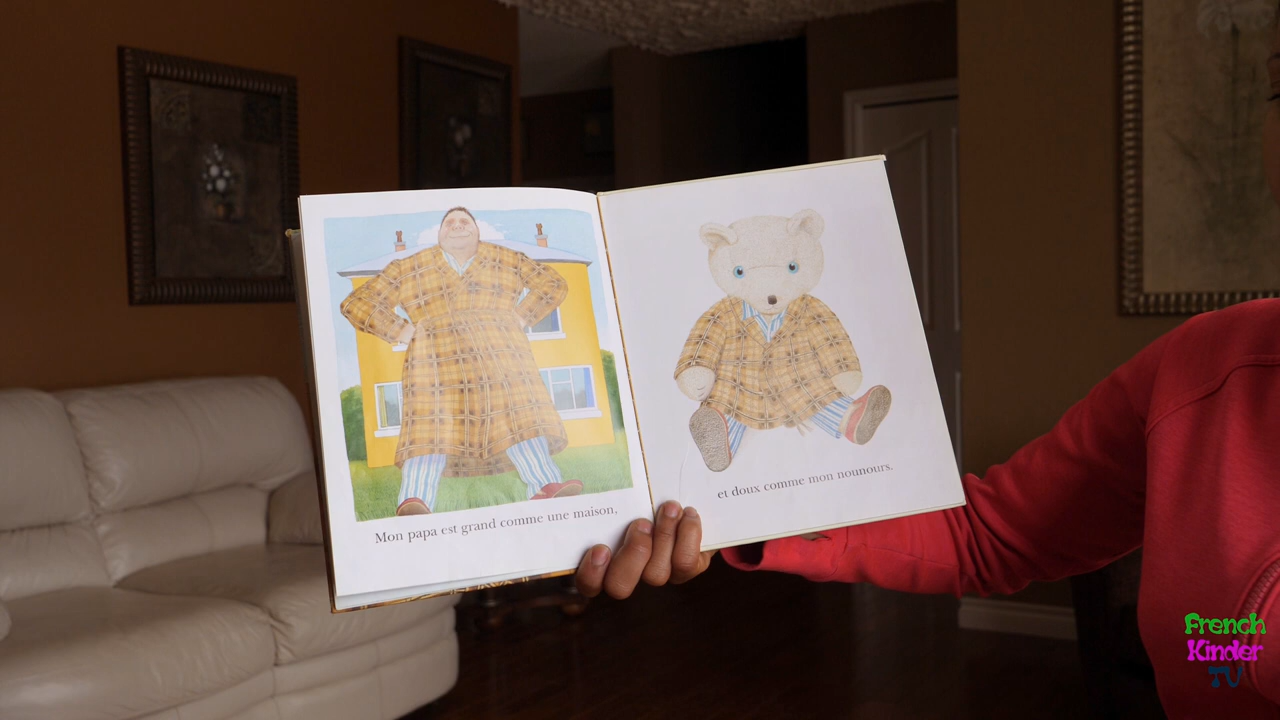 Mon papa est grand comme une maison,
et doux comme mon nounours.
French
Kinder
TV